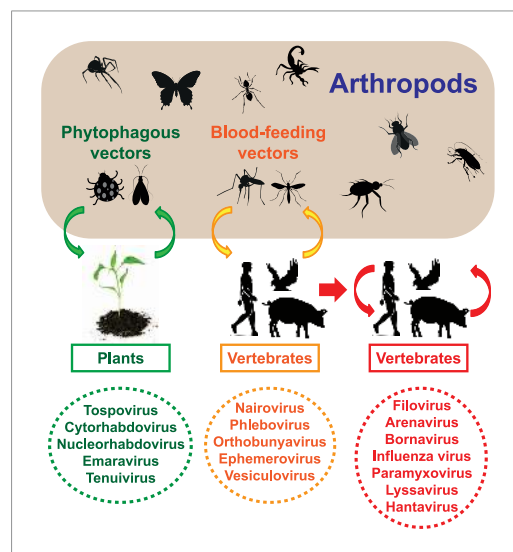 Arthropods
Phytophagous
vectors
Blood-feeding
vectors
Plants
Vertebrates
Vertebrates
Tospovirus
Cytorhabdovirus
Nucleorhabdovirus
Emaravirus
Tenuivirus
Nairovirus
Phlebovirus
Orthobunyavirus
Ephemerovirus
Vesiculovirus
Filovirus
Arenavirus
Bornavirus
Influenza virus
Paramyxovirus
Lyssavirus
Hantavirus